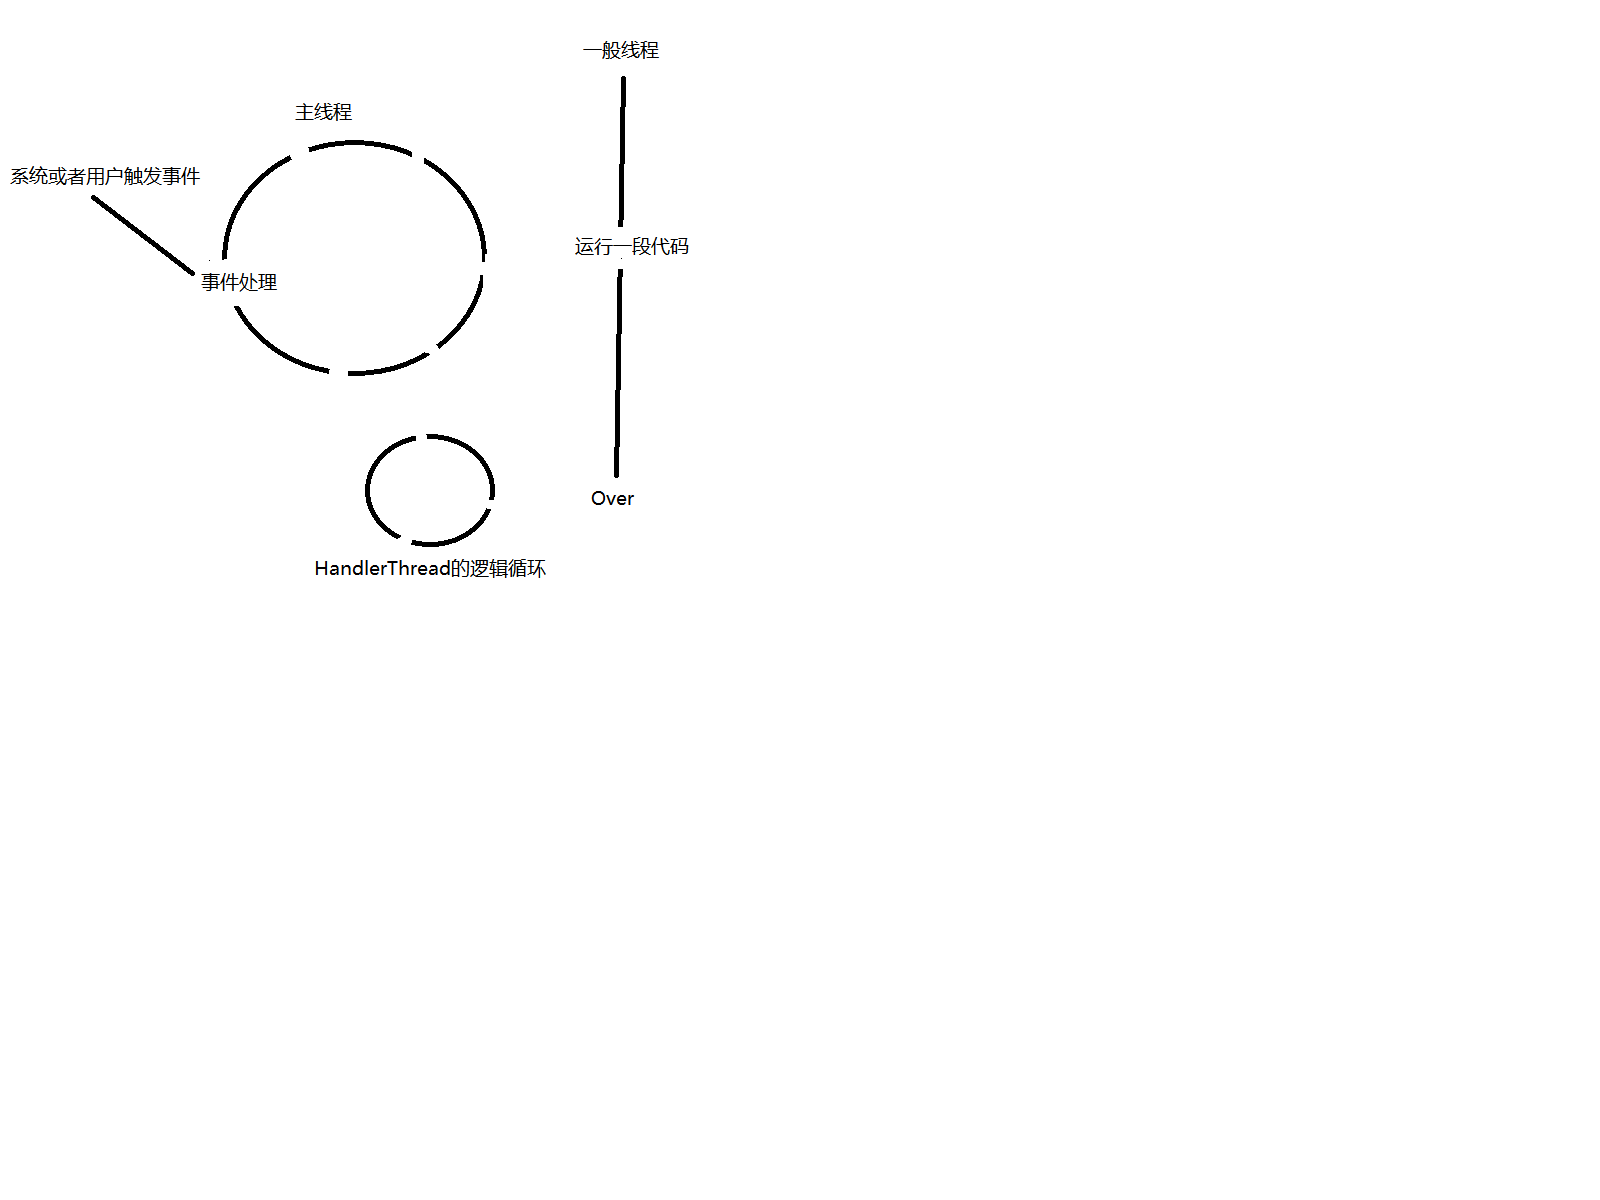 一般线程
主线程
系统或者用户触发事件
运行一段代码
事件处理
Over
HandlerThread的逻辑循环